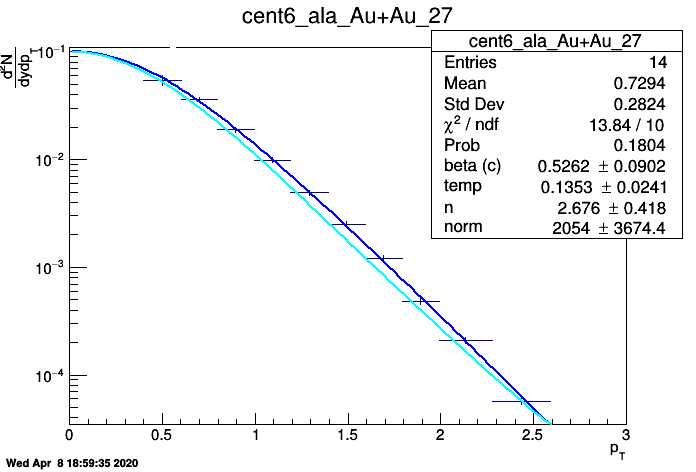 cent6_ala_Au+Au_27
d²N
dydp_T
cent6_ala_Au+Au_27
Entries 14
Mean 0.7294
Std Dev 0.2824
χ² / ndf 13.84 / 10
Prob 0.1804
beta (c) 0.5262 ± 0.0902
temp 0.1353 ± 0.0241
n 2.676 ± 0.418
norm 2054 ± 3674.4
10⁻¹
10⁻²
10⁻³
10⁻⁴
0 0.5 1 1.5 2 2.5 3
p_T
Wed Apr 8 18:59:35 2020